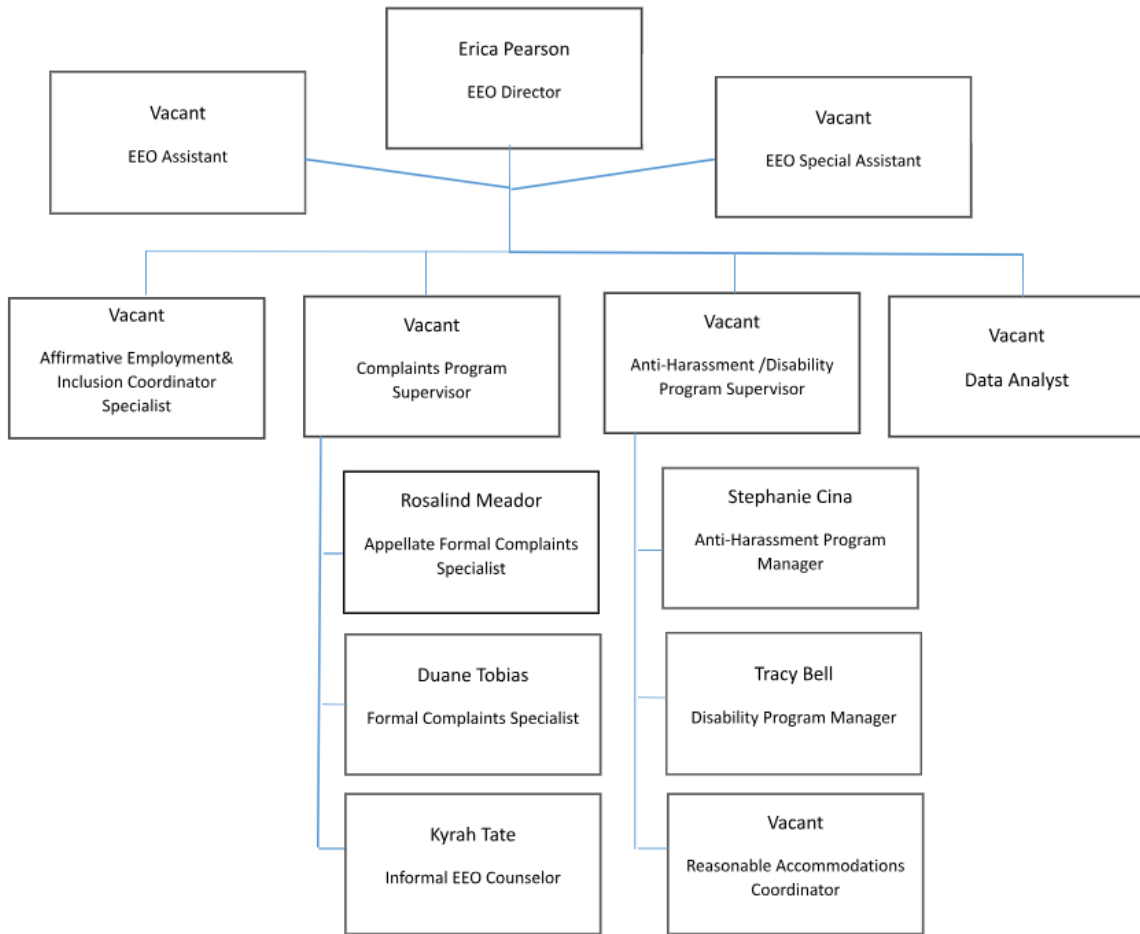 Erica Pearson
EEO Director
Vacant
EEO Assistant
Vacant
EEO Special Assistant
Vacant
Affirmative Employment&
Inclusion Coordinator
Specialist
Vacant
Complaints Program
Supervisor
Vacant
Anti-Harassment /Disability
Program Supervisor
Vacant
Data Analyst
Rosalind Meador
Appellate Formal Complaints
Specialist
Duane Tobias
Formal Complaints Specialist
Kyrah Tate
Informal EEO Counselor
Stephanie Cina
Anti-Harassment Program
Manager
Tracy Bell
Disability Program Manager
Vacant
Reasonable Accommodations
Coordinator